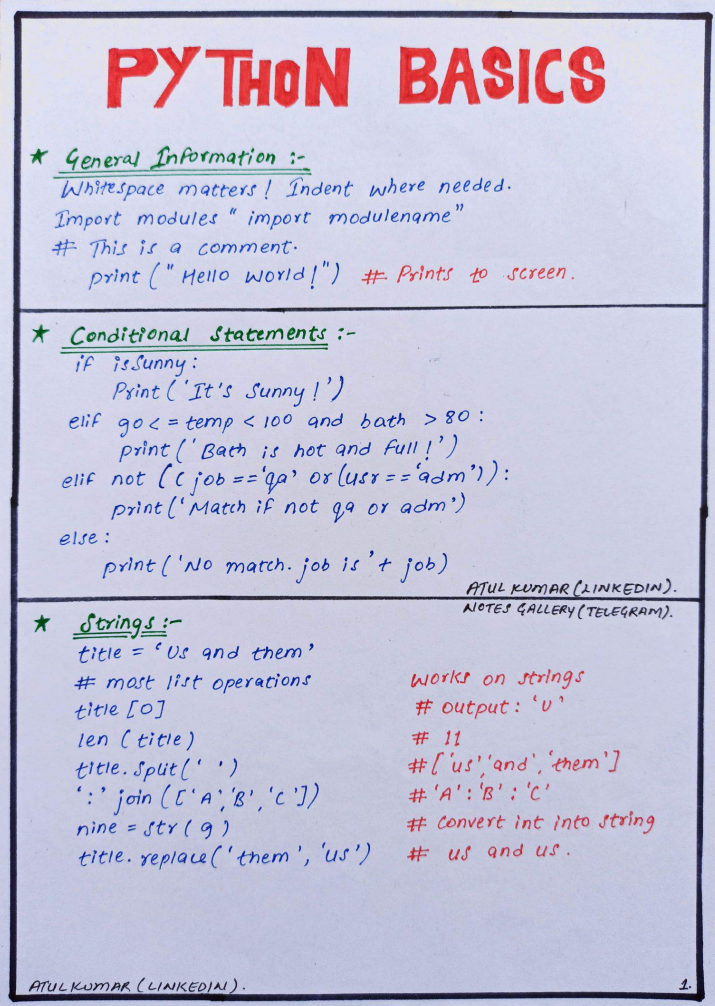 PYTHON BASICS
★ General Information :-
Whitespace matters! Indent where needed.
Import modules " import modulename"
# This is a comment.
print (" Hello World!") # Prints to screen.
★ Conditional Statements :-
if isSunny:
Print ('It's Sunny!')
elif 90 <= temp < 100 and bath > 80 :
print ('Bath is hot and full!')
elif not ((job == 'qa' or (usr == 'adm')):
print ('Match if not qa or adm')
else :
print ('No match. job is '+ job)
ATUL KUMAR (LINKEDIN).
NOTES GALLERY (TELEGRAM).
★ Strings :-
title = 'Us and them'
# most list operations works on strings
title [0] # output : 'U'
len (title) # 11
title. split (' ') # ['us','and','them']
':' join (['A','B','C']) # 'A':'B':'C'
nine = str (9) # convert int into string
title. replace ('them', 'us') # us and us.
ATUL KUMAR (LINKEDIN).
1.